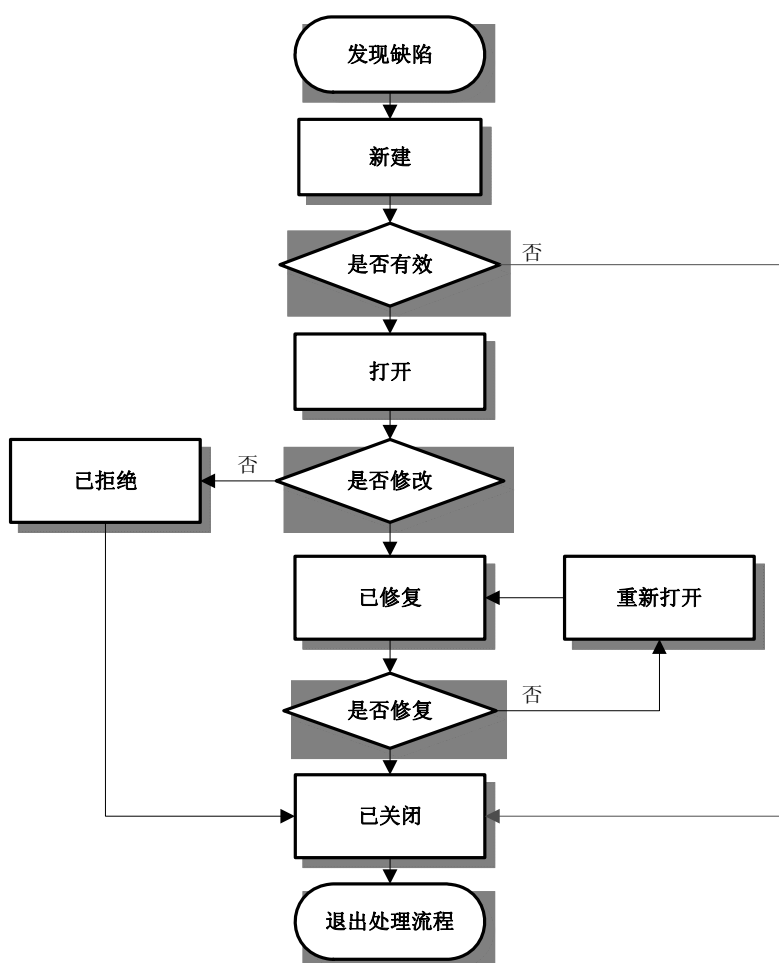 发现缺陷
新建
是否有效
否
打开
已拒绝
否
是否修改
已修复
重新打开
是否修复
否
已关闭
退出处理流程